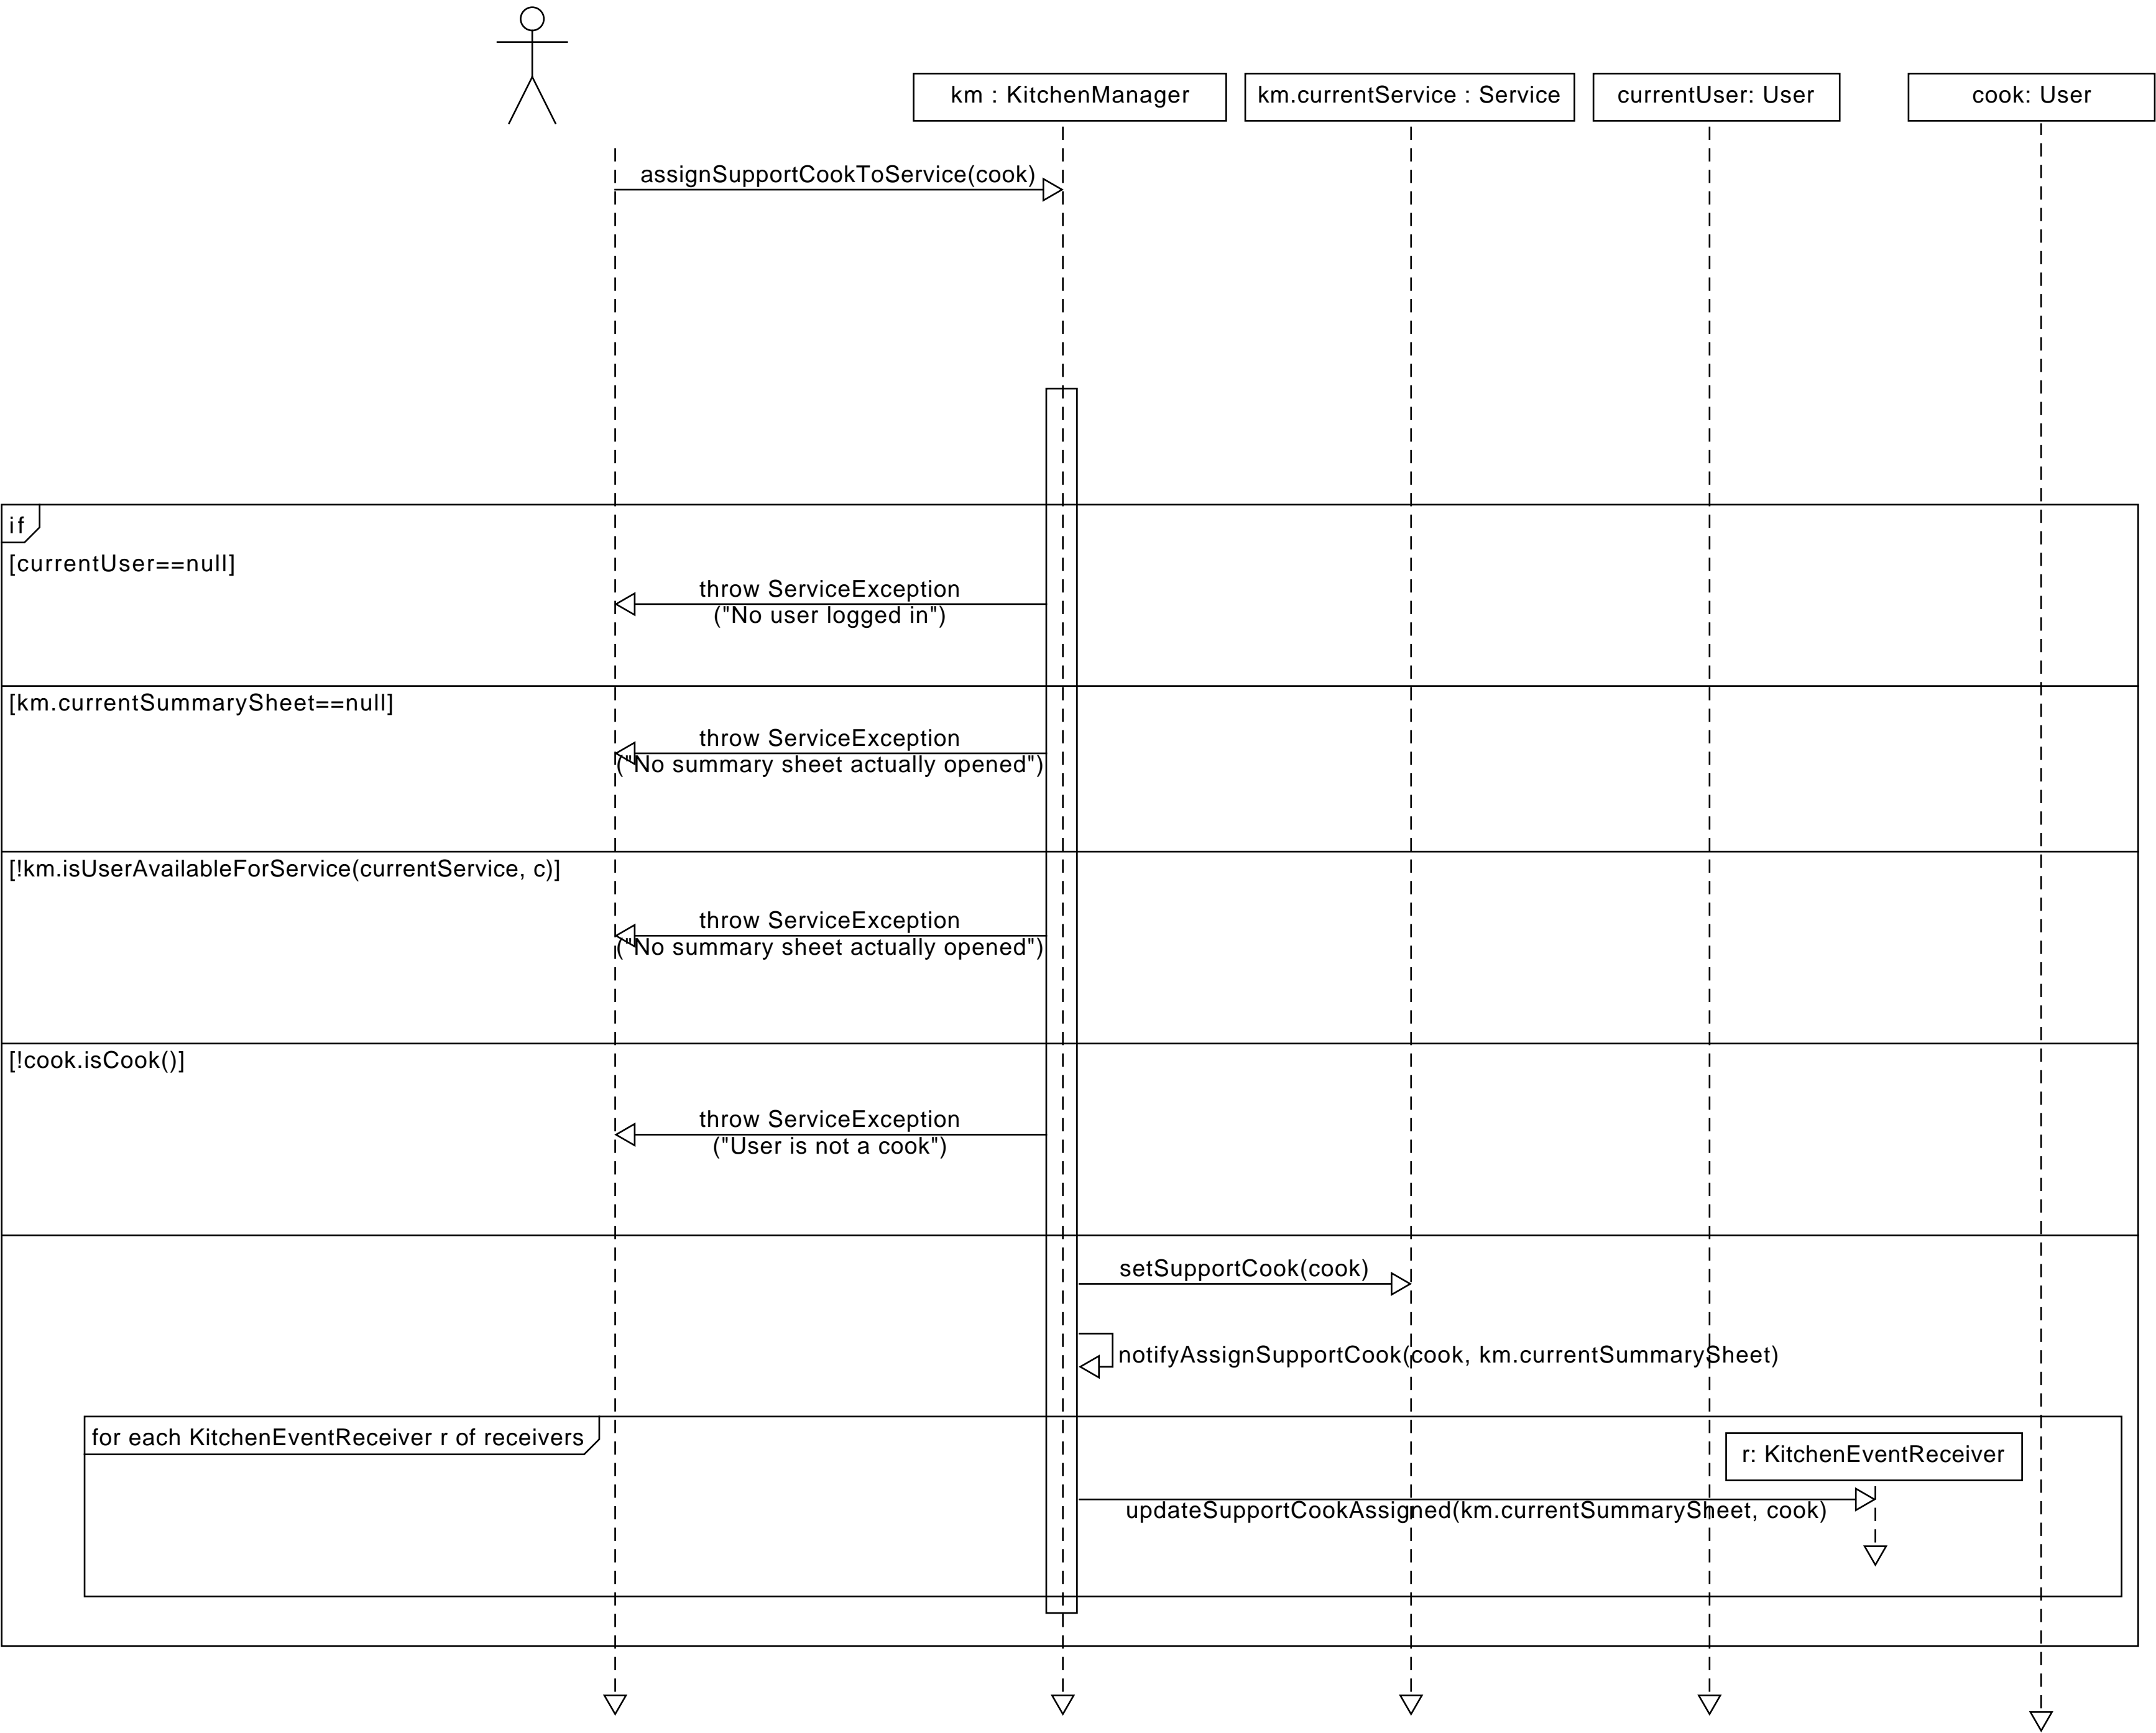 km : KitchenManager
km.currentService : Service
currentUser: User
cook: User
assignSupportCookToService(cook)
if
[currentUser==null]
throw ServiceException
("No user logged in")
[km.currentSummarySheet==null]
throw ServiceException
("No summary sheet actually opened")
[!km.isUserAvailableForService(currentService, c)]
throw ServiceException
("No summary sheet actually opened")
[!cook.isCook()]
throw ServiceException
("User is not a cook")
setSupportCook(cook)
notifyAssignSupportCook(cook, km.currentSummarySheet)
for each KitchenEventReceiver r of receivers
r: KitchenEventReceiver
updateSupportCookAssigned(km.currentSummarySheet, cook)